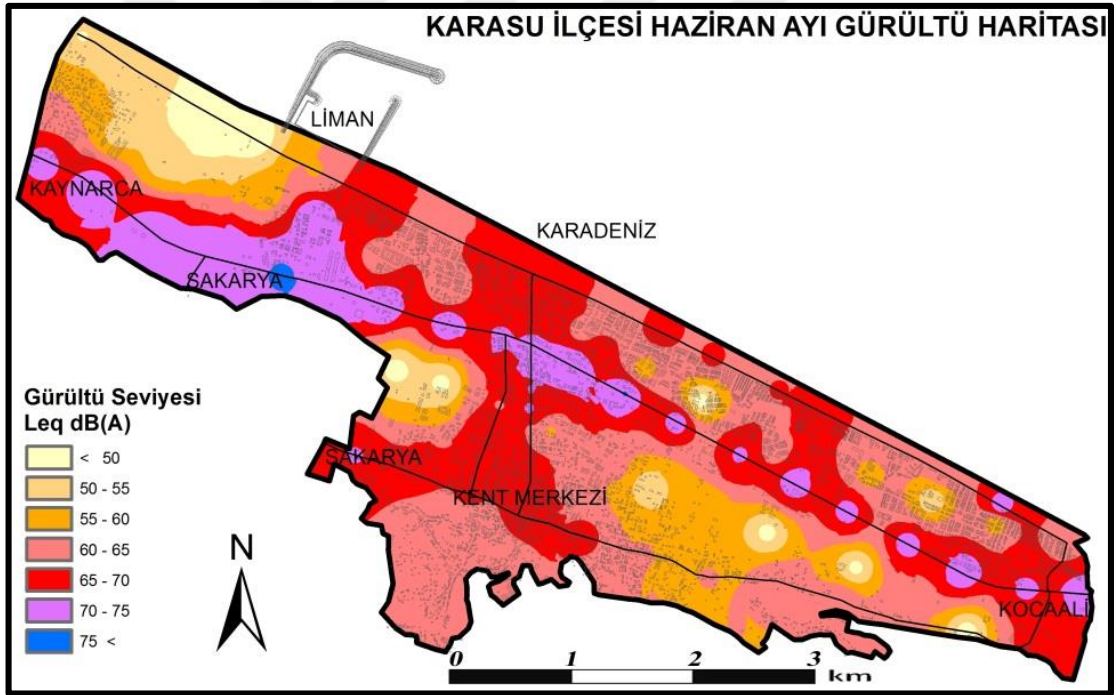 KARASU İLÇESİ HAZİRAN AYI GÜRÜLTÜ HARİTASI
LİMAN
KAYNARCA
KARADENİZ
SAKARYA
Gürültü Seviyesi
Leq dB(A)
< 50
50 - 55
55 - 60
60 - 65
65 - 70
70 - 75
75 <
SAKARYA
KENT MERKEZİ
N
KOCAALİ
0 1 2 3
km